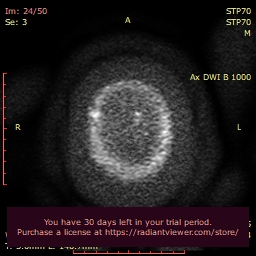 Im: 24/50
Se: 3
STP70
STP70
M
A
Ax DWI B 1000
R
L
You have 30 days left in your trial period.
Purchase a license at https://radiantviewer.com/store/